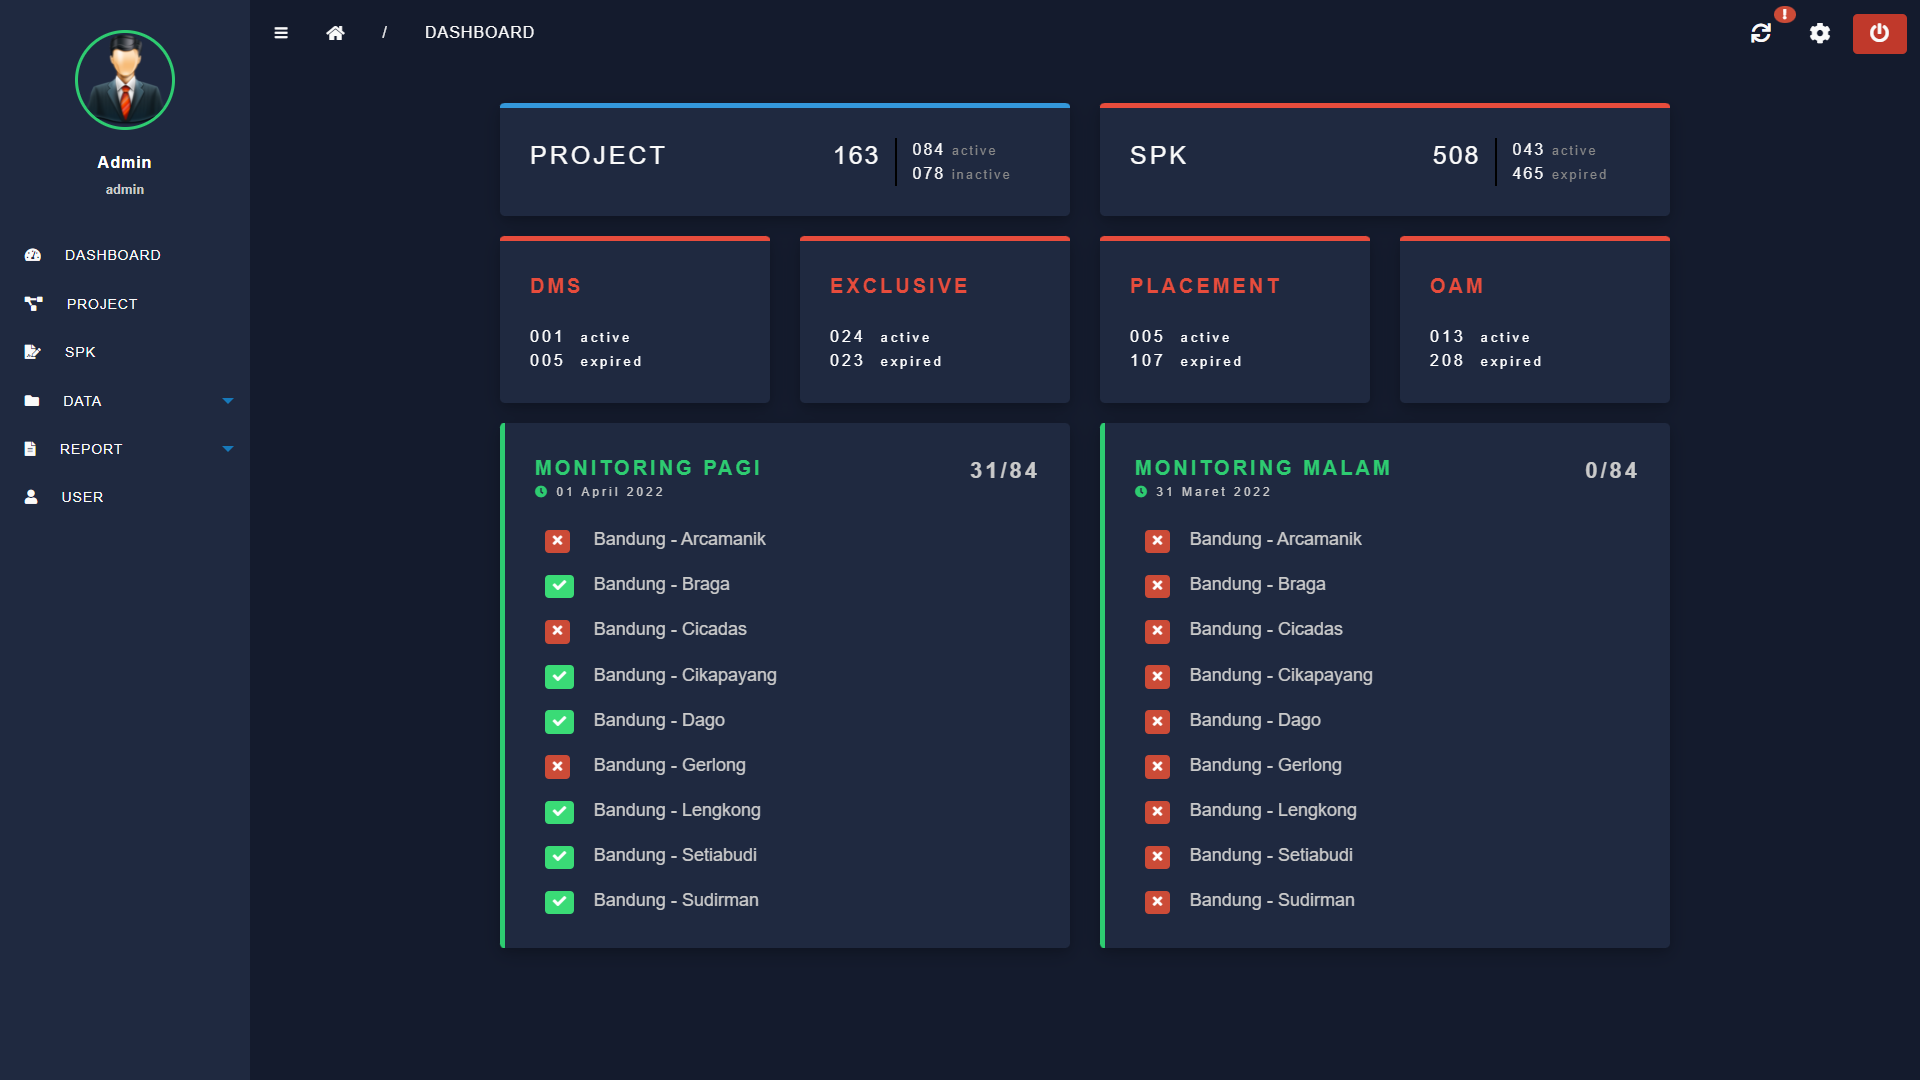 / DASHBOARD
!
Admin
admin
DASHBOARD
PROJECT
SPK
DATA
REPORT
USER
PROJECT 163 084 active
078 inactive
SPK 508 043 active
465 expired
DMS
001 active
005 expired
EXCLUSIVE
024 active
023 expired
PLACEMENT
005 active
107 expired
OAM
013 active
208 expired
MONITORING PAGI 31/84
01 April 2022
Bandung - Arcamanik
Bandung - Braga
Bandung - Cicadas
Bandung - Cikapayang
Bandung - Dago
Bandung - Gerlong
Bandung - Lengkong
Bandung - Setiabudi
Bandung - Sudirman
MONITORING MALAM 0/84
31 Maret 2022
Bandung - Arcamanik
Bandung - Braga
Bandung - Cicadas
Bandung - Cikapayang
Bandung - Dago
Bandung - Gerlong
Bandung - Lengkong
Bandung - Setiabudi
Bandung - Sudirman